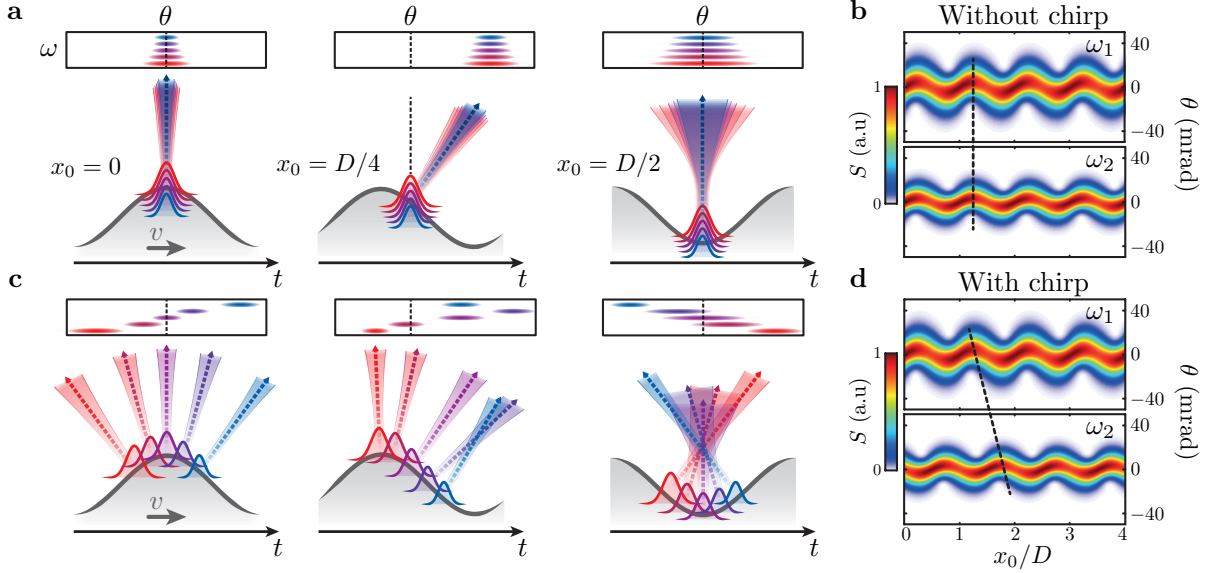 a
θ
θ
θ
ω
x₀ = 0
x₀ = D/4
x₀ = D/2
v
t
t
t
b
Without chirp
ω₁
ω₂
1
0
S (a.u)
40
0
−40
40
0
−40
θ (mrad)
c
v
t
t
t
d
With chirp
ω₁
ω₂
1
0
S (a.u)
40
0
−40
40
0
−40
θ (mrad)
0 1 2 3 4
x₀/D